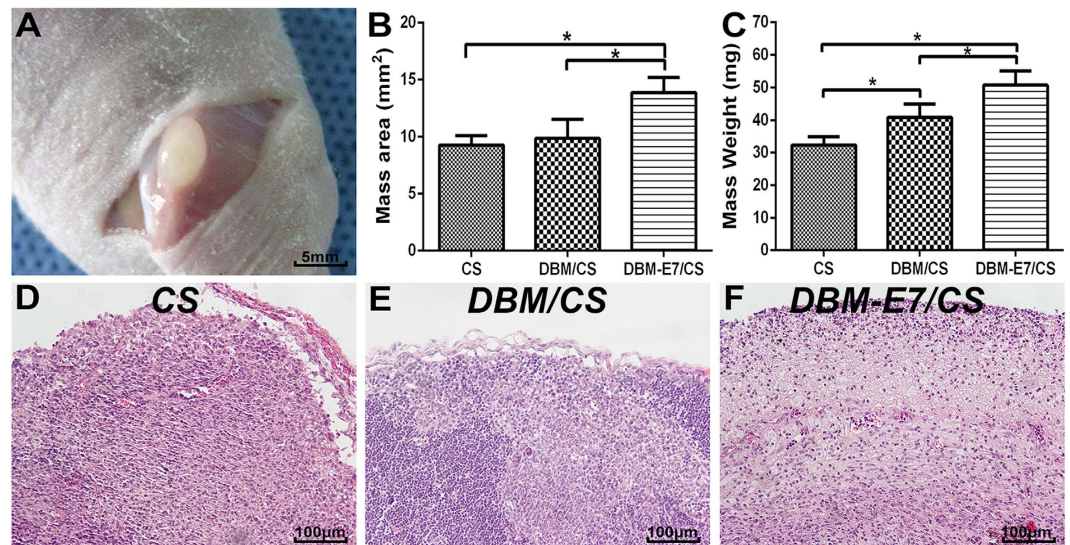 A
5mm
B
Mass area (mm²)
20
15
10
5
0
*
*
CS
DBM/CS
DBM-E7/CS
C
Mass Weight (mg)
70
60
50
40
30
20
10
0
*
*
*
CS
DBM/CS
DBM-E7/CS
D
CS
100μm
E
DBM/CS
100μm
F
DBM-E7/CS
100μm